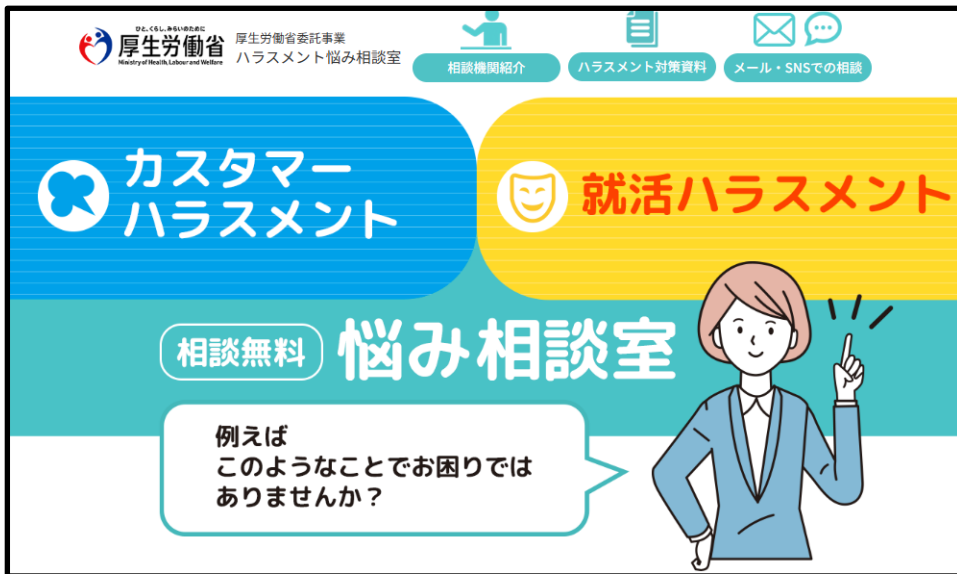 ひと、くらし、みらいのために
厚生労働省
Ministry of Health, Labour and Welfare
厚生労働省委託事業
ハラスメント悩み相談室
相談機関紹介
ハラスメント対策資料
メール・SNSでの相談
カスタマー
ハラスメント
就活ハラスメント
相談無料
悩み相談室
例えば
このようなことでお困りでは
ありませんか？